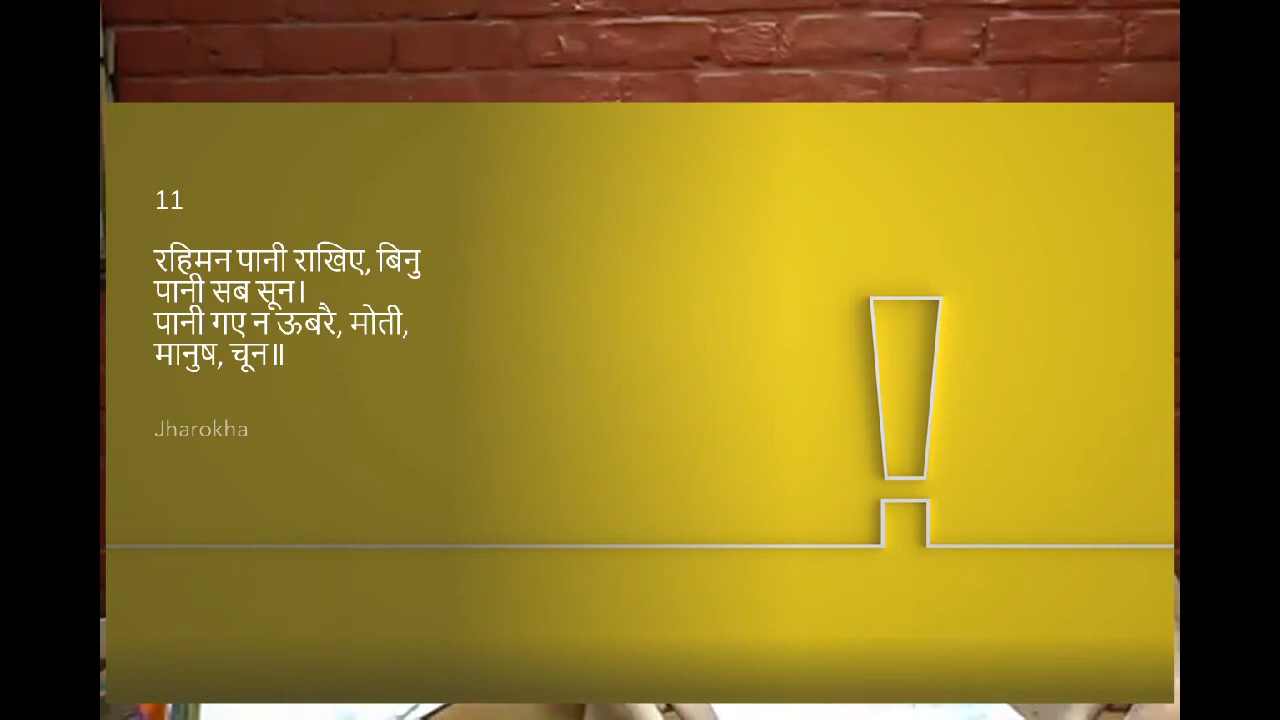 11
रहिमन पानी राखिए, बिनु
पानी सब सून।
पानी गए न ऊबरै, मोती,
मानुष, चून॥
Jharokha